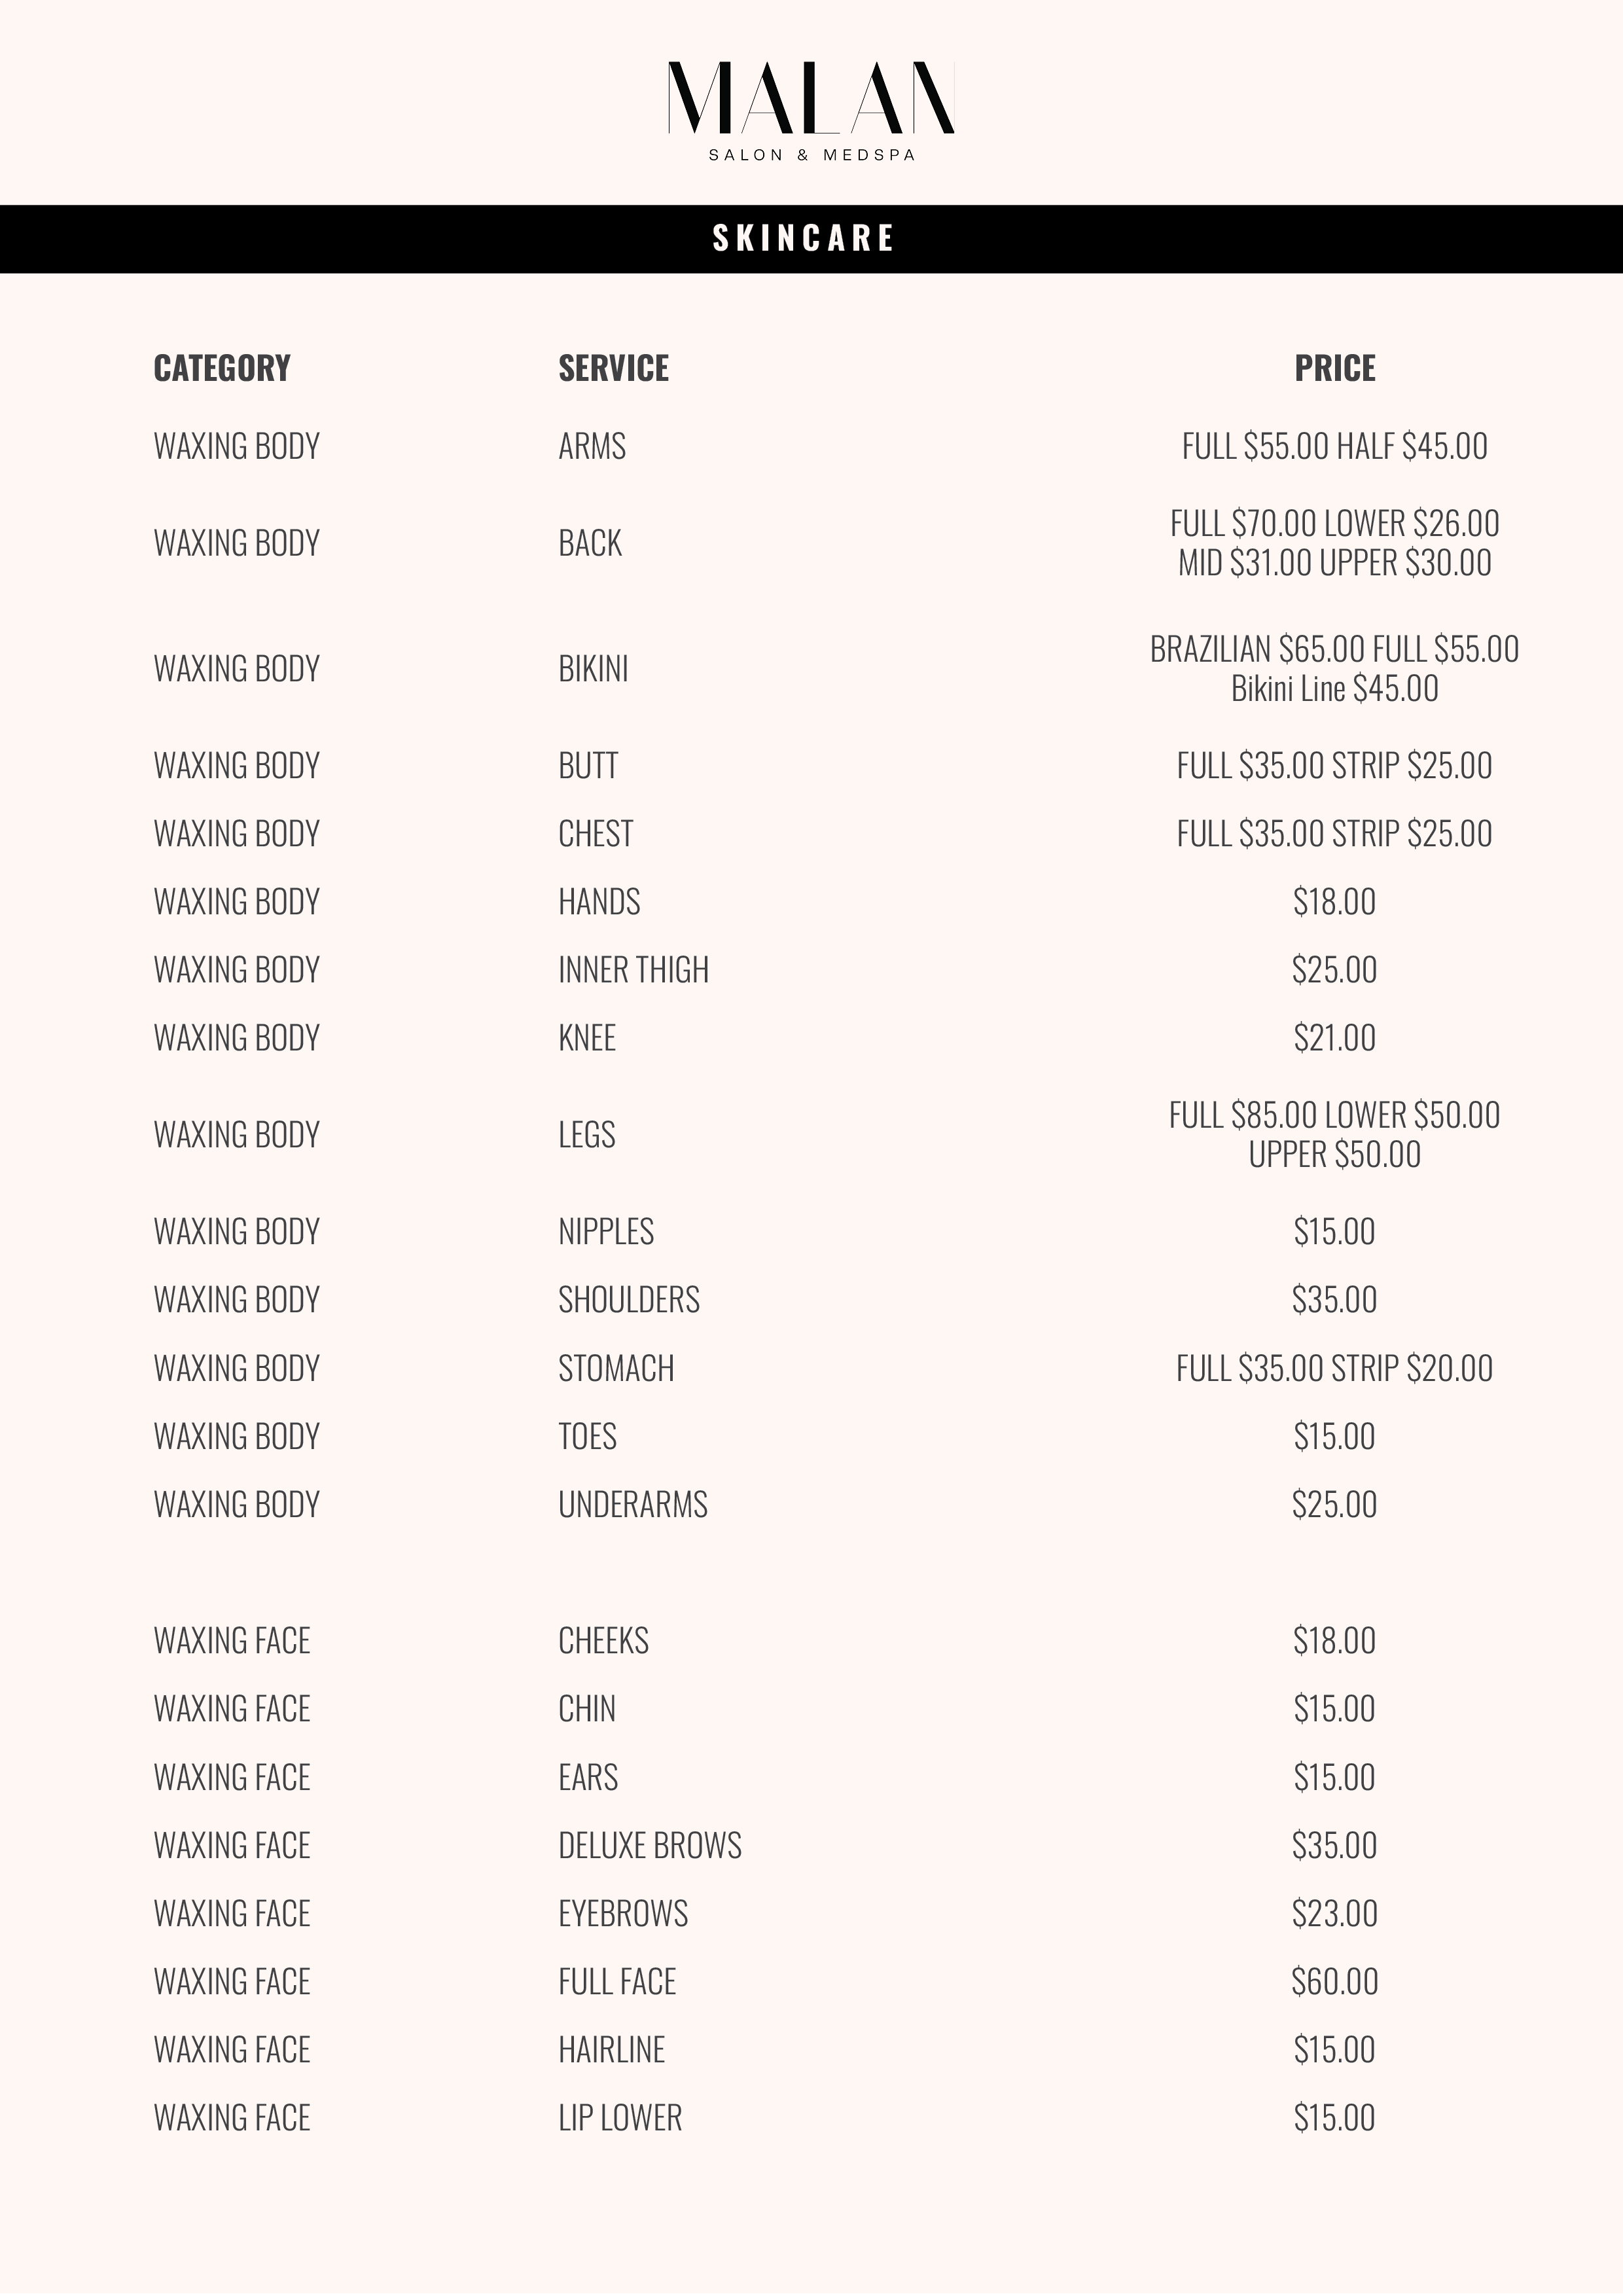 MALAN
SALON & MEDSPA
SKINCARE
CATEGORY SERVICE PRICE
WAXING BODY ARMS FULL $55.00 HALF $45.00
WAXING BODY BACK FULL $70.00 LOWER $26.00
MID $31.00 UPPER $30.00
WAXING BODY BIKINI BRAZILIAN $65.00 FULL $55.00
Bikini Line $45.00
WAXING BODY BUTT FULL $35.00 STRIP $25.00
WAXING BODY CHEST FULL $35.00 STRIP $25.00
WAXING BODY HANDS $18.00
WAXING BODY INNER THIGH $25.00
WAXING BODY KNEE $21.00
WAXING BODY LEGS FULL $85.00 LOWER $50.00
UPPER $50.00
WAXING BODY NIPPLES $15.00
WAXING BODY SHOULDERS $35.00
WAXING BODY STOMACH FULL $35.00 STRIP $20.00
WAXING BODY TOES $15.00
WAXING BODY UNDERARMS $25.00
WAXING FACE CHEEKS $18.00
WAXING FACE CHIN $15.00
WAXING FACE EARS $15.00
WAXING FACE DELUXE BROWS $35.00
WAXING FACE EYEBROWS $23.00
WAXING FACE FULL FACE $60.00
WAXING FACE HAIRLINE $15.00
WAXING FACE LIP LOWER $15.00